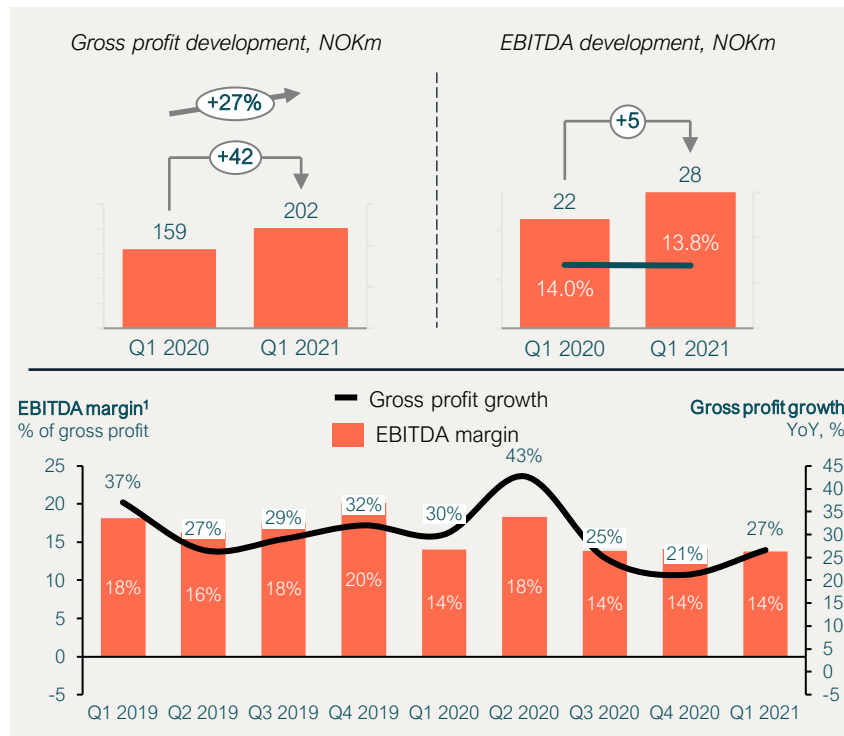 Gross profit development, NOKm
EBITDA development, NOKm
+27%
+42
159
202
Q1 2020
Q1 2021
+5
22
28
14.0%
13.8%
Q1 2020
Q1 2021
EBITDA margin¹
% of gross profit
Gross profit growth
EBITDA margin
Gross profit growth
YoY, %
25
20
15
10
5
0
-5
45
40
35
30
25
20
15
10
5
0
-5
37%
27%
29%
32%
30%
43%
25%
21%
27%
18%
16%
18%
20%
14%
18%
14%
14%
14%
Q1 2019
Q2 2019
Q3 2019
Q4 2019
Q1 2020
Q2 2020
Q3 2020
Q4 2020
Q1 2021